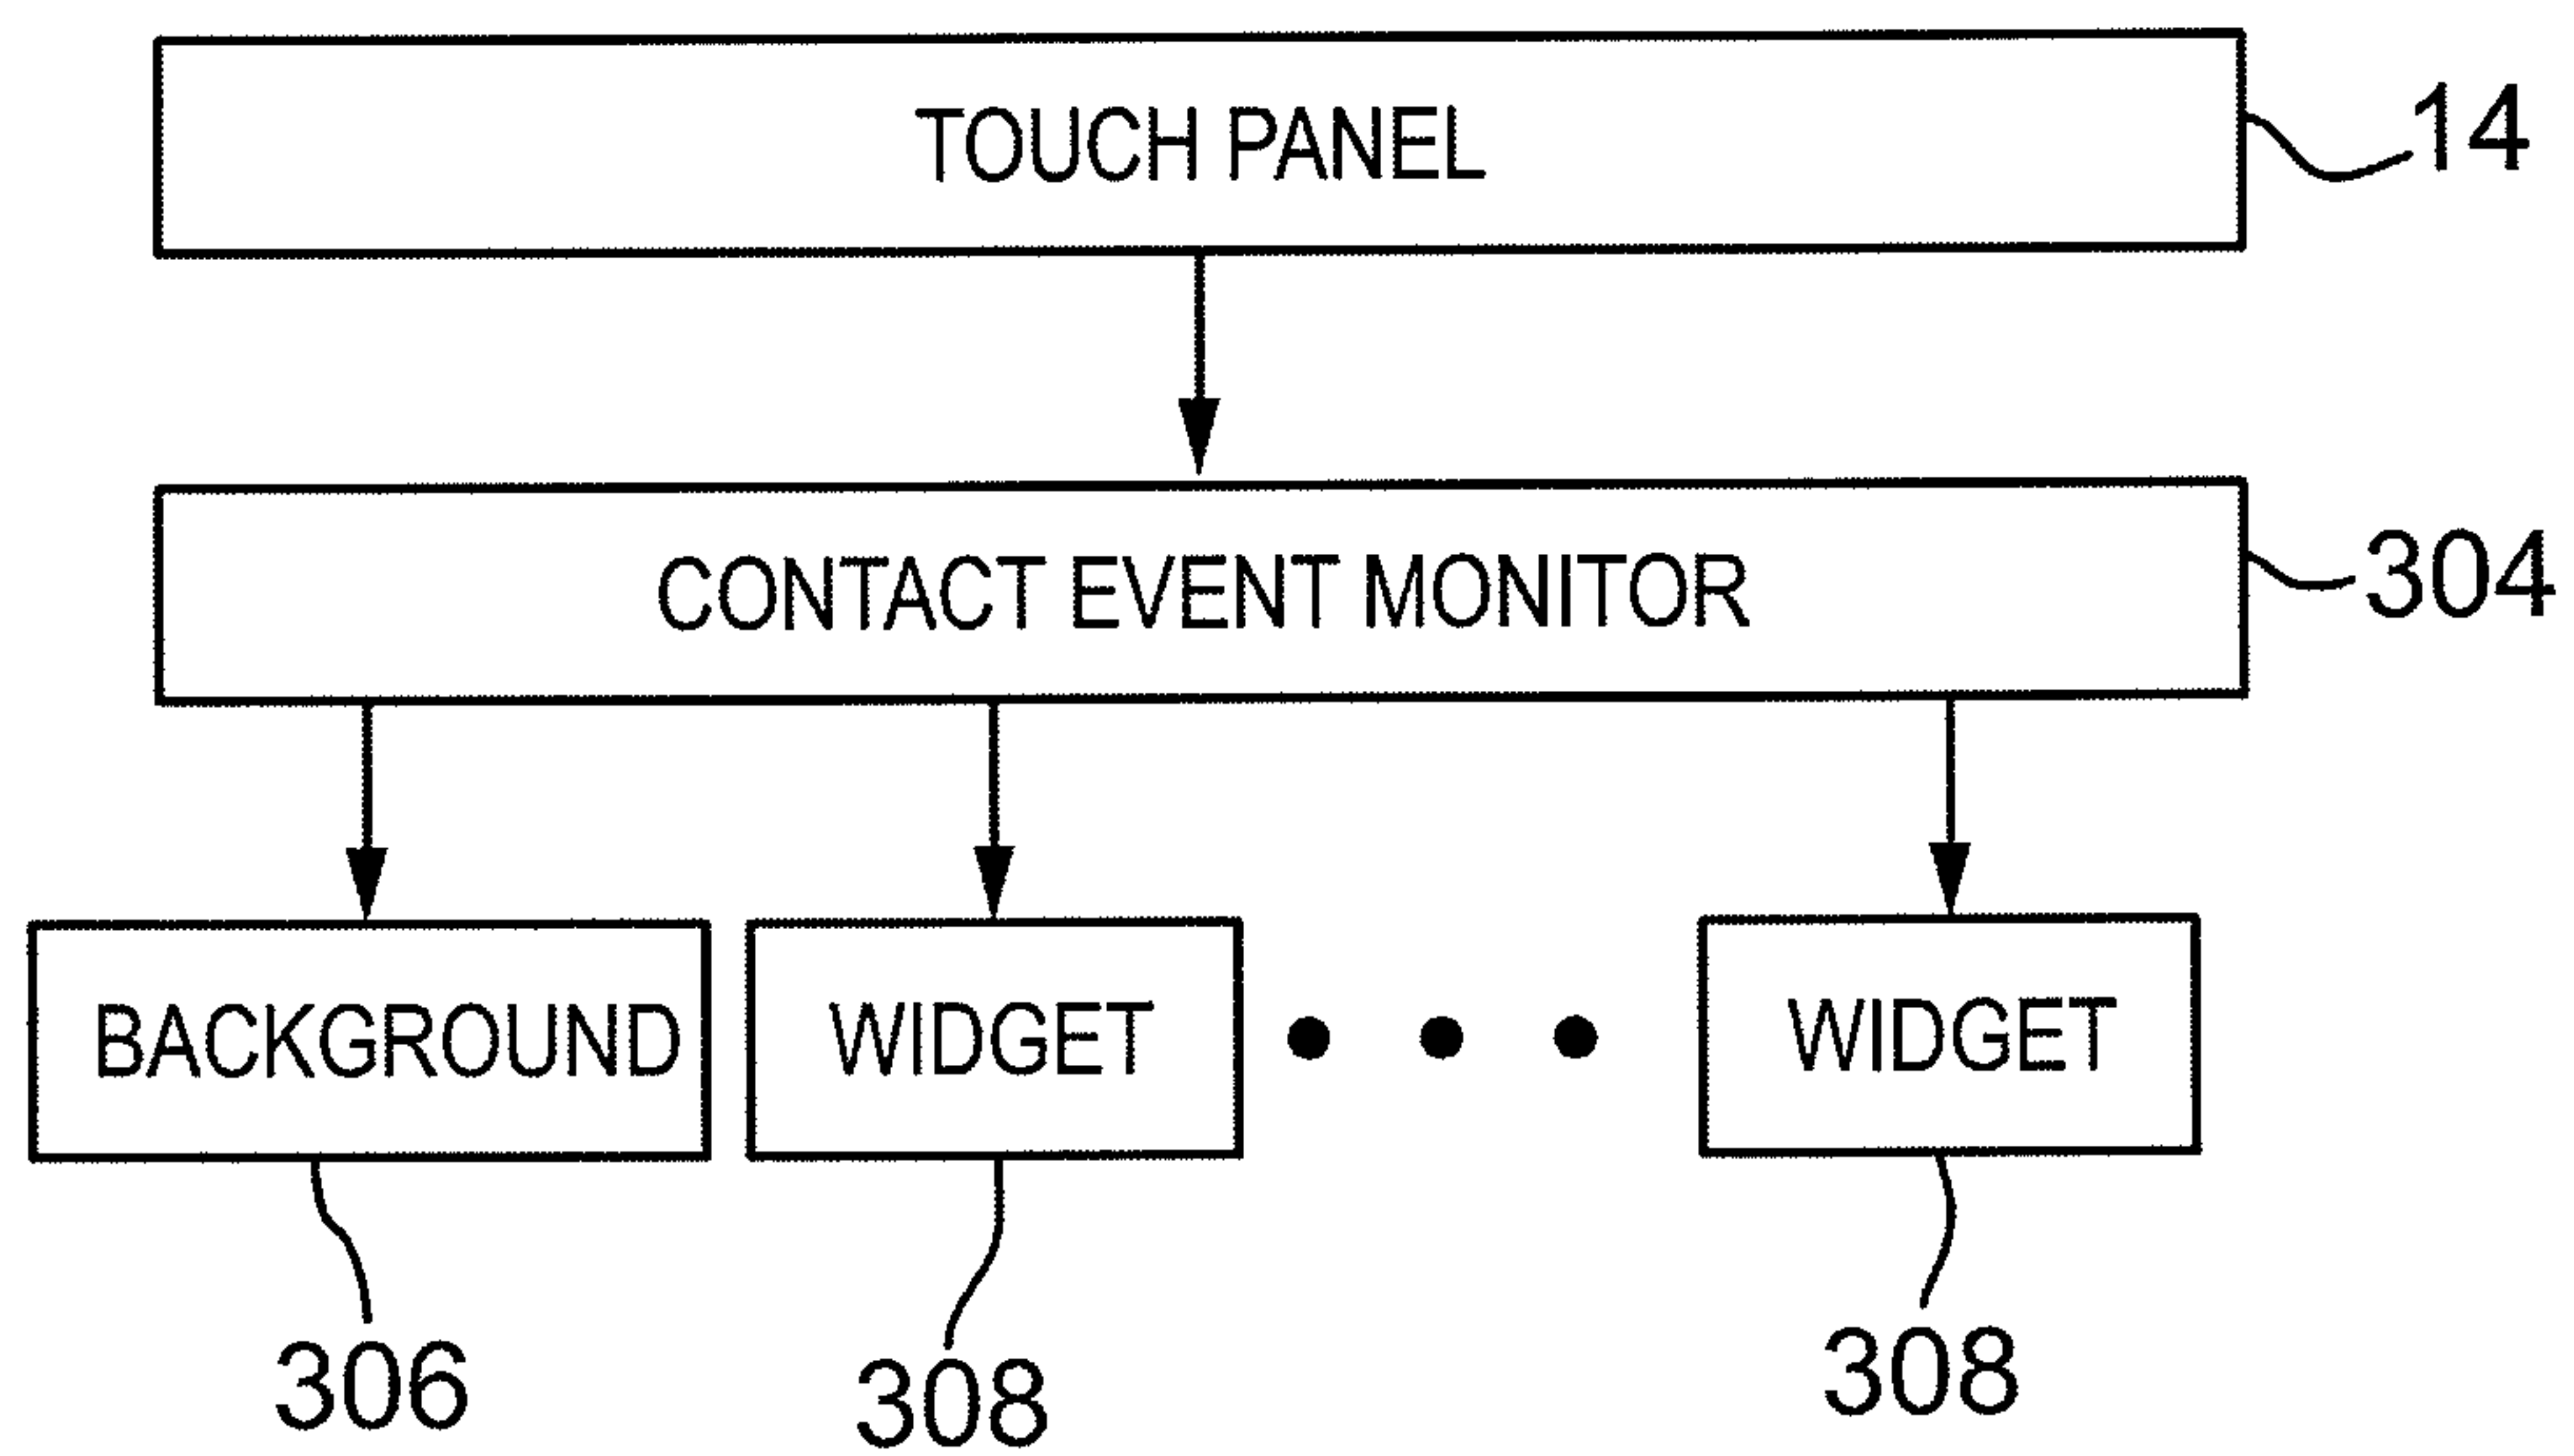 TOUCH PANEL
14
CONTACT EVENT MONITOR
304
BACKGROUND
WIDGET
WIDGET
306
308
308